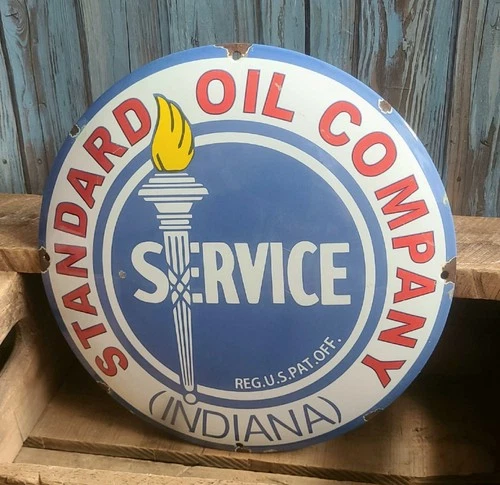 STANDARD OIL COMPANY
SERVICE
REG.U.S.PAT.OFF.
(INDIANA)